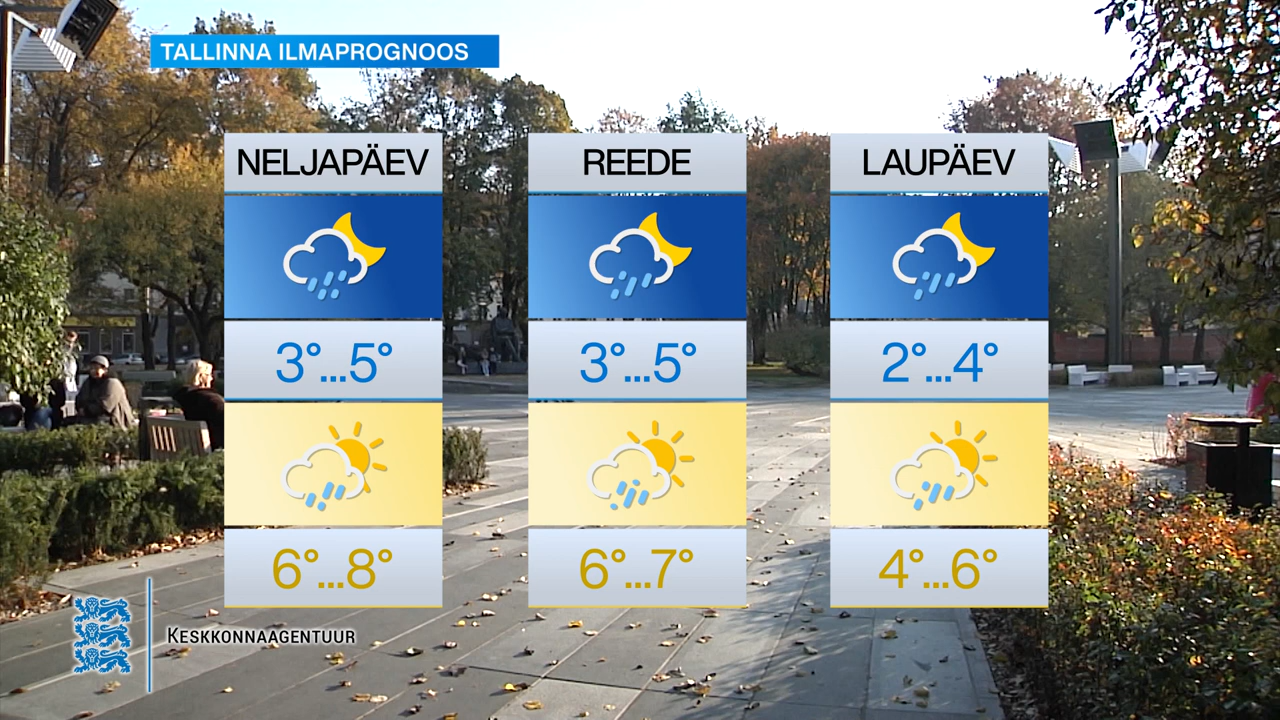 TALLINNA ILMAPROGNOOS
NELJAPÄEV
3°...5°
6°...8°
REEDE
3°...5°
6°...7°
LAUPÄEV
2°...4°
4°...6°
KESKKONNAAGENTUUR